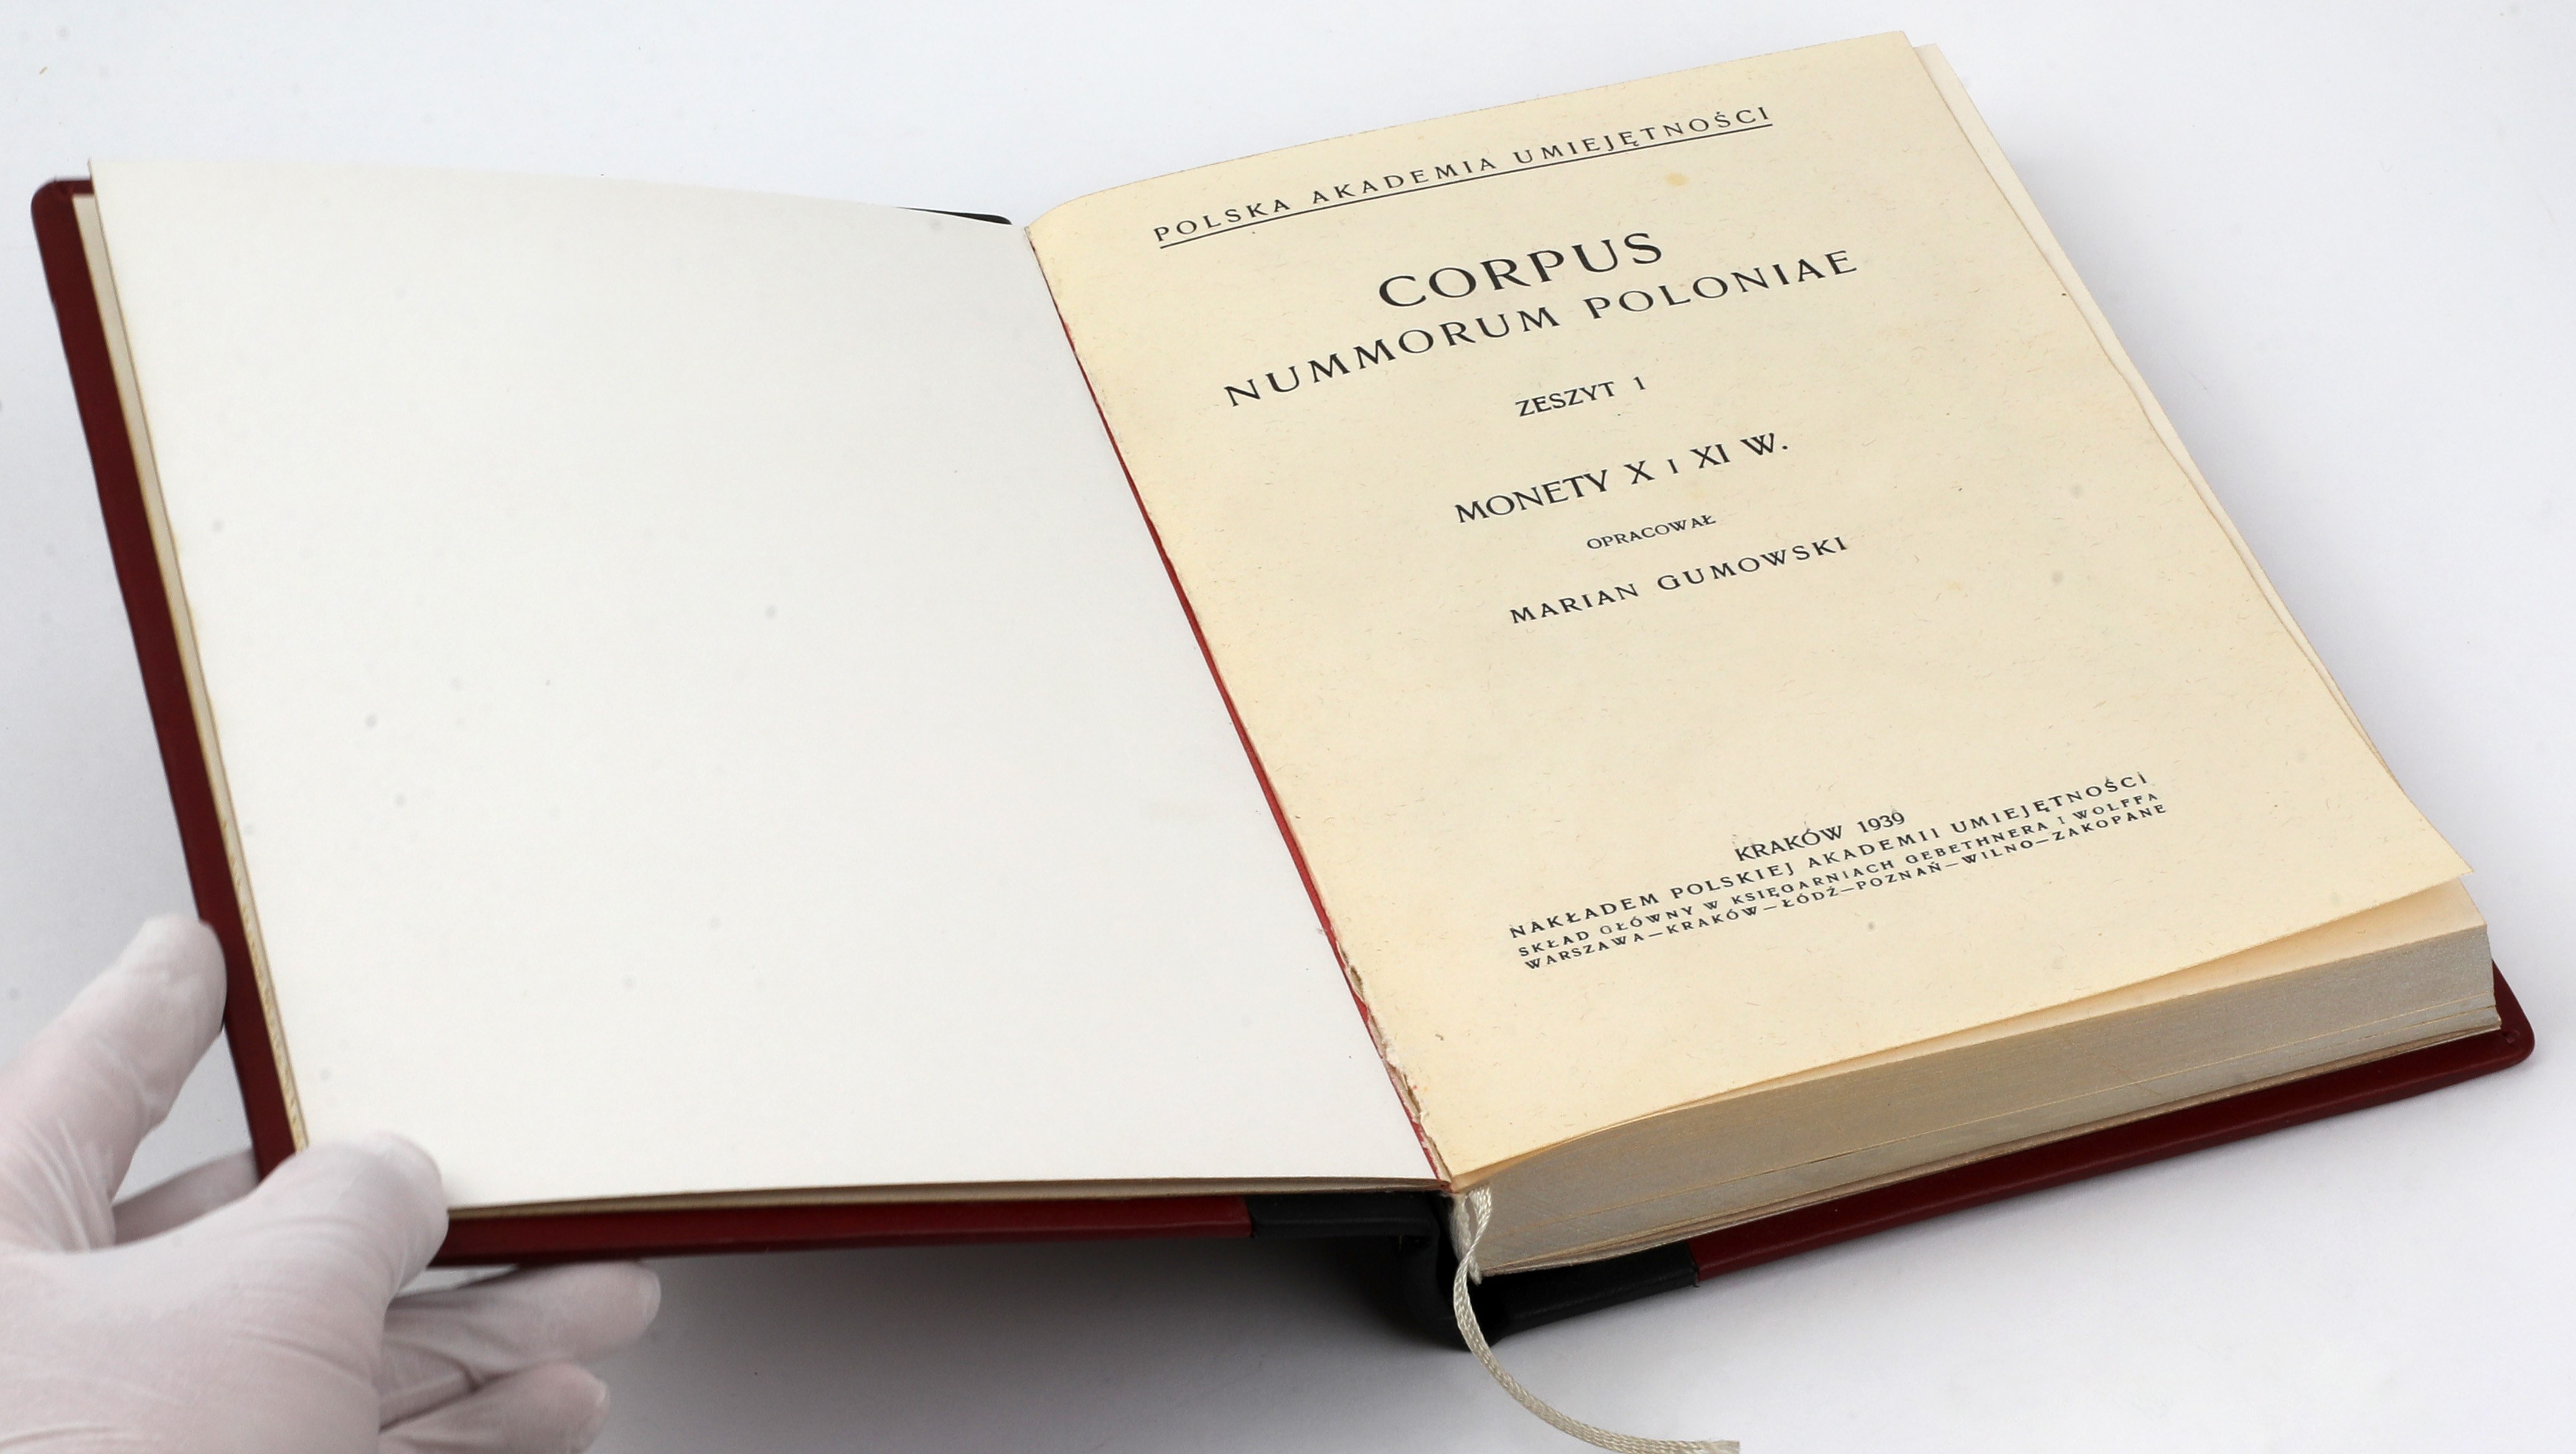 POLSKA AKADEMIA UMIEJĘTNOŚCI
CORPUS
NUMMORUM POLONIAE
ZESZYT 1
MONETY X I XI W.
OPRACOWAŁ
MARIAN GUMOWSKI
KRAKÓW 1939
NAKŁADEM POLSKIEJ AKADEMII UMIEJĘTNOŚCI
SKŁAD GŁÓWNY W KSIĘGARNIACH GEBETHNERA I WOLFFA
WARSZAWA—KRAKÓW—ŁÓDŹ—POZNAŃ—WILNO—ZAKOPANE